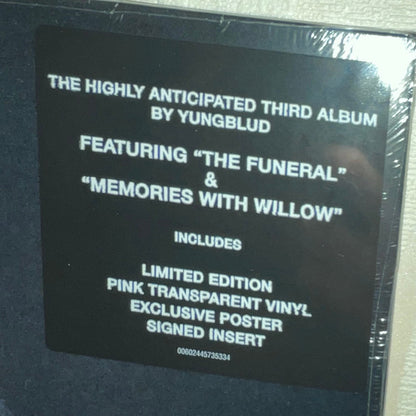 THE HIGHLY ANTICIPATED THIRD ALBUM
BY YUNGBLUD
FEATURING “THE FUNERAL”
&
“MEMORIES WITH WILLOW”
INCLUDES
LIMITED EDITION
PINK TRANSPARENT VINYL
EXCLUSIVE POSTER
SIGNED INSERT
00602445735334